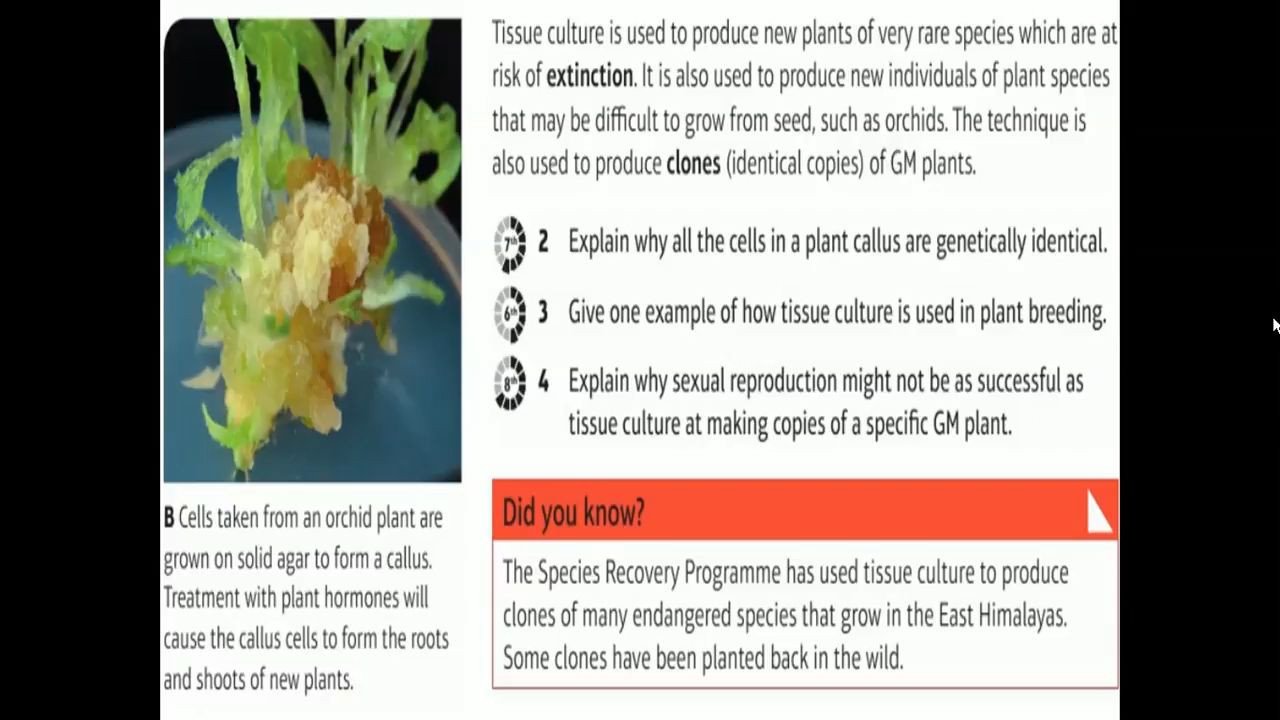 Tissue culture is used to produce new plants of very rare species which are at
risk of extinction. It is also used to produce new individuals of plant species
that may be difficult to grow from seed, such as orchids. The technique is
also used to produce clones (identical copies) of GM plants.
7th 2 Explain why all the cells in a plant callus are genetically identical.
6th 3 Give one example of how tissue culture is used in plant breeding.
8th 4 Explain why sexual reproduction might not be as successful as
tissue culture at making copies of a specific GM plant.
B Cells taken from an orchid plant are
grown on solid agar to form a callus.
Treatment with plant hormones will
cause the callus cells to form the roots
and shoots of new plants.
Did you know?
The Species Recovery Programme has used tissue culture to produce
clones of many endangered species that grow in the East Himalayas.
Some clones have been planted back in the wild.